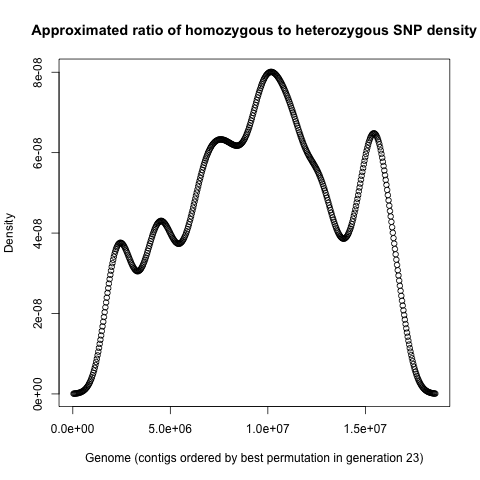 Approximated ratio of homozygous to heterozygous SNP density
8e-08
6e-08
4e-08
2e-08
0e+00
Density
0.0e+00 5.0e+06 1.0e+07 1.5e+07
Genome (contigs ordered by best permutation in generation 23)